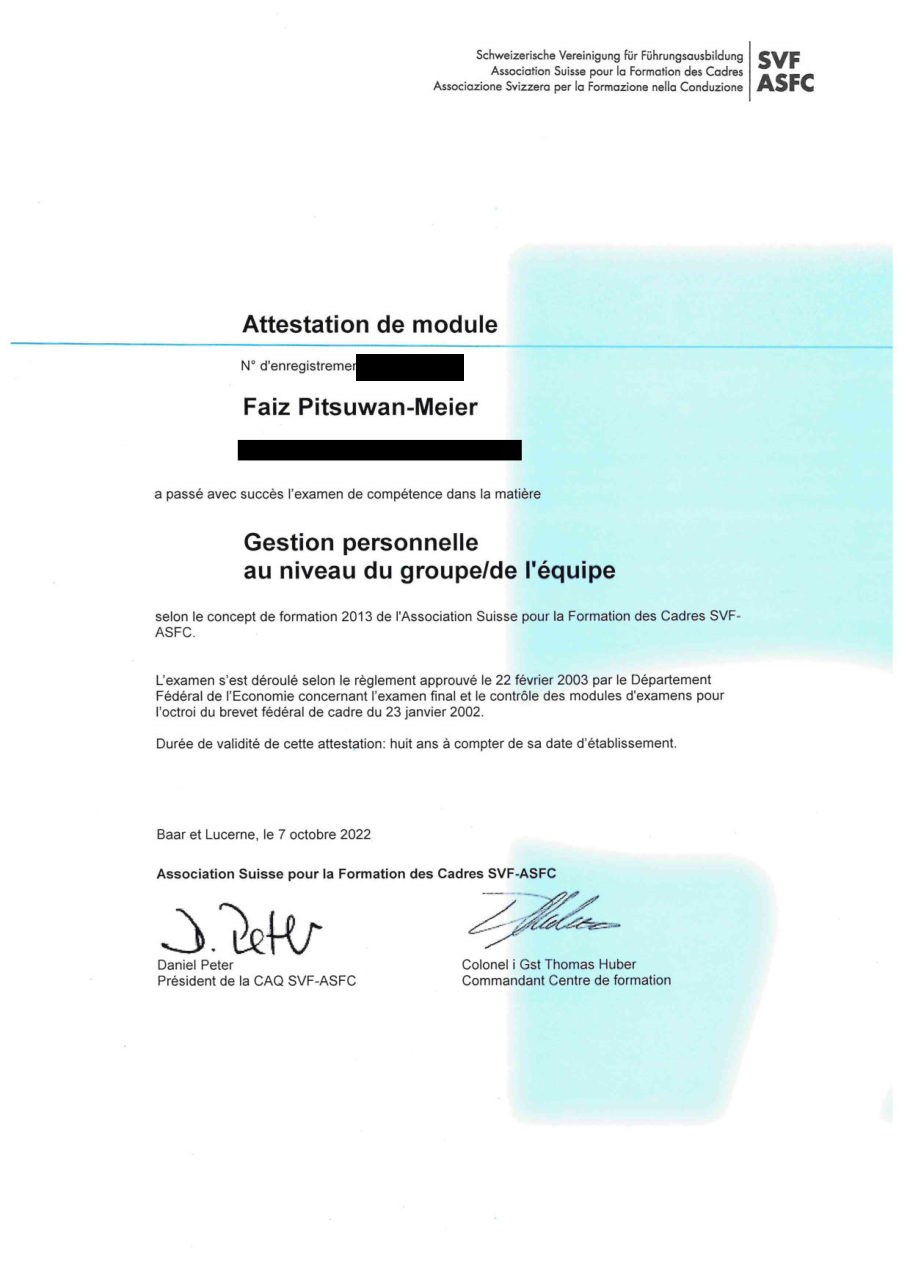 Schweizerische Vereinigung für Führungsausbildung
Association Suisse pour la Formation des Cadres
Associazione Svizzera per la Formazione nella Conduzione
SVF
ASFC
Attestation de module
N° d'enregistremen
Faiz Pitsuwan-Meier
a passé avec succès l'examen de compétence dans la matière
Gestion personnelle
au niveau du groupe/de l'équipe
selon le concept de formation 2013 de l'Association Suisse pour la Formation des Cadres SVF-
ASFC.
L'examen s'est déroulé selon le règlement approuvé le 22 février 2003 par le Département
Fédéral de l'Economie concernant l'examen final et le contrôle des modules d'examens pour
l'octroi du brevet fédéral de cadre du 23 janvier 2002.
Durée de validité de cette attestation: huit ans à compter de sa date d'établissement.
Baar et Lucerne, le 7 octobre 2022
Association Suisse pour la Formation des Cadres SVF-ASFC
D. Peter
Daniel Peter
Président de la CAQ SVF-ASFC
Colonel i Gst Thomas Huber
Commandant Centre de formation